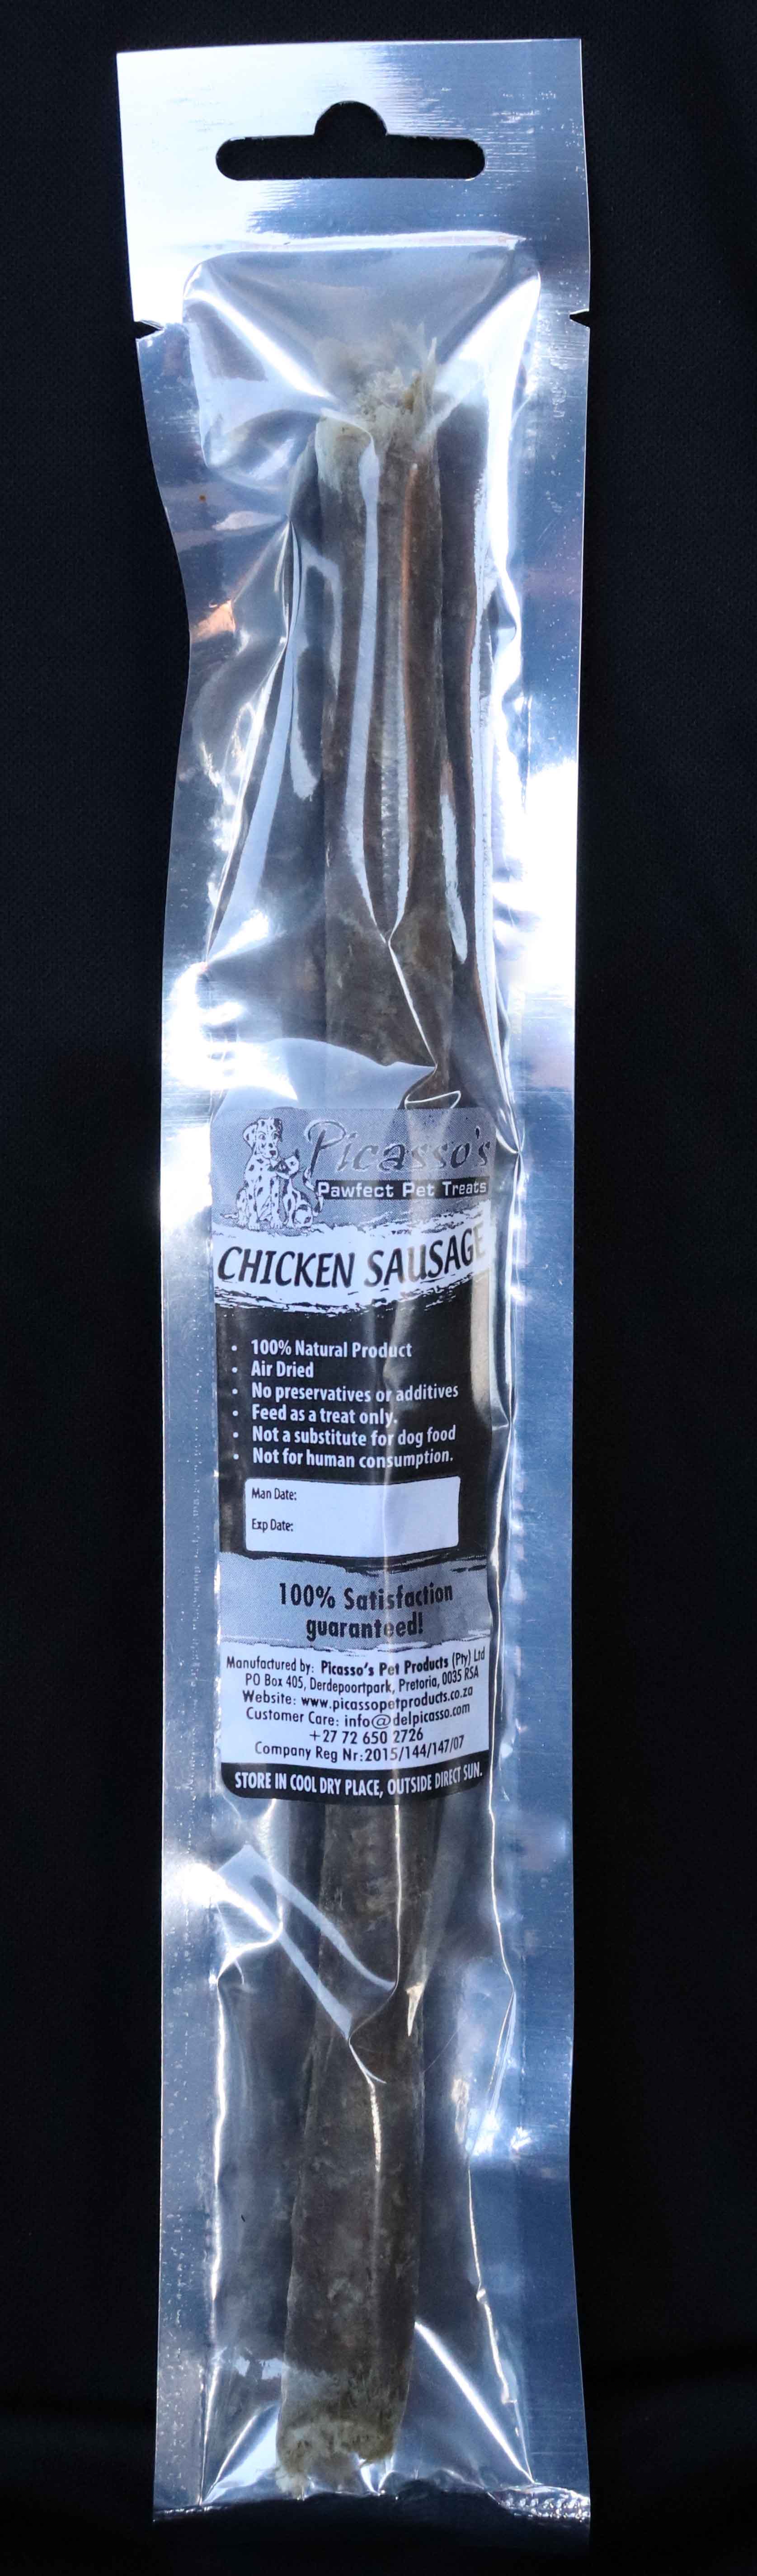 Picasso's
Pawfect Pet Treats
CHICKEN SAUSAGE
• 100% Natural Product
• Air Dried
• No preservatives or additives
• Feed as a treat only.
• Not a substitute for dog food
• Not for human consumption.
Man Date:
Exp Date:
100% Satisfaction
guaranteed!
Manufactured by: Picasso's Pet Products (Pty) Ltd
PO Box 405, Derdepoortpark, Pretoria, 0035 RSA
Website: www.picassopetproducts.co.za
Customer Care: info@delpicasso.com
+27 72 650 2726
Company Reg Nr:2015/144/147/07
STORE IN COOL DRY PLACE, OUTSIDE DIRECT SUN.